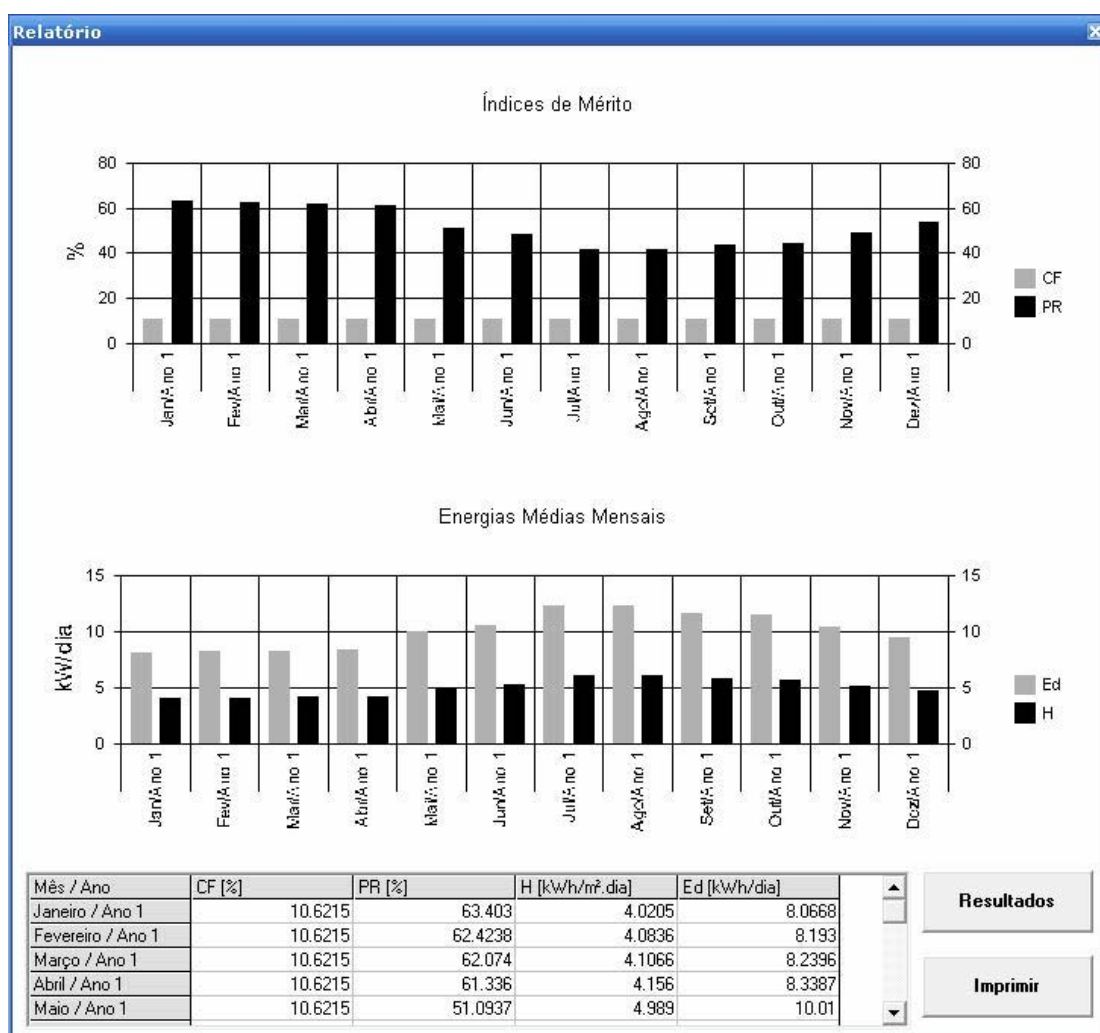 Relatório
Índices de Mérito
80 80
60 60
% 40 40
20 20
0 0
CF
PR
Jan/Ano 1 Fev/Ano 1 Mar/Ano 1 Abr/Ano 1 Mai/Ano 1 Jun/Ano 1 Jul/Ano 1 Ago/Ano 1 Set/Ano 1 Out/Ano 1 Nov/Ano 1 Dez/Ano 1
Energias Médias Mensais
15 15
10 10
kW/dia
5 5
0 0
Ed
H
Jan/Ano 1 Fev/Ano 1 Mar/Ano 1 Abr/Ano 1 Mai/Ano 1 Jun/Ano 1 Jul/Ano 1 Ago/Ano 1 Set/Ano 1 Out/Ano 1 Nov/Ano 1 Dez/Ano 1
Mês / Ano CF [%] PR [%] H [kWh/m².dia] Ed [kWh/dia]
Janeiro / Ano 1 10.6215 63.403 4.0205 8.0668
Fevereiro / Ano 1 10.6215 62.4238 4.0836 8.193
Março / Ano 1 10.6215 62.074 4.1066 8.2396
Abril / Ano 1 10.6215 61.336 4.156 8.3387
Maio / Ano 1 10.6215 51.0937 4.989 10.01
Resultados
Imprimir